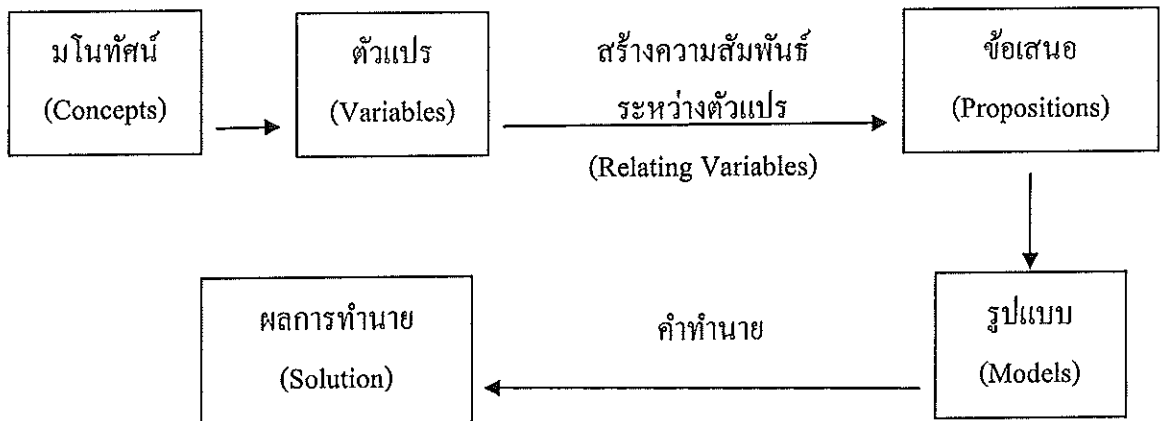 มโนทัศน์
(Concepts)
ตัวแปร
(Variables)
สร้างความสัมพันธ์
ระหว่างตัวแปร
(Relating Variables)
ข้อเสนอ
(Propositions)
รูปแบบ
(Models)
คำทำนาย
ผลการทำนาย
(Solution)